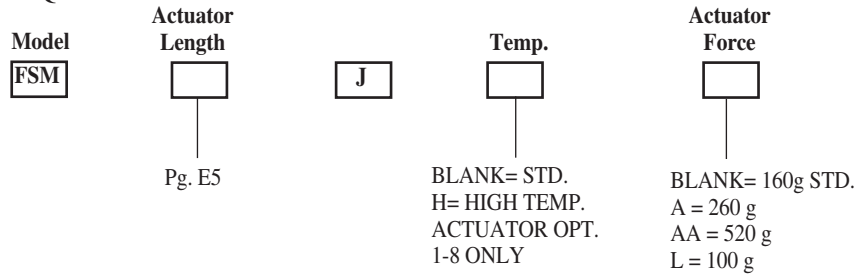 Actuator
Actuator
Model
Length
Temp.
Force
FSM
J
Pg. E5
BLANK= STD.
H= HIGH TEMP.
ACTUATOR OPT.
1-8 ONLY
BLANK= 160g STD.
A = 260 g
AA = 520 g
L = 100 g